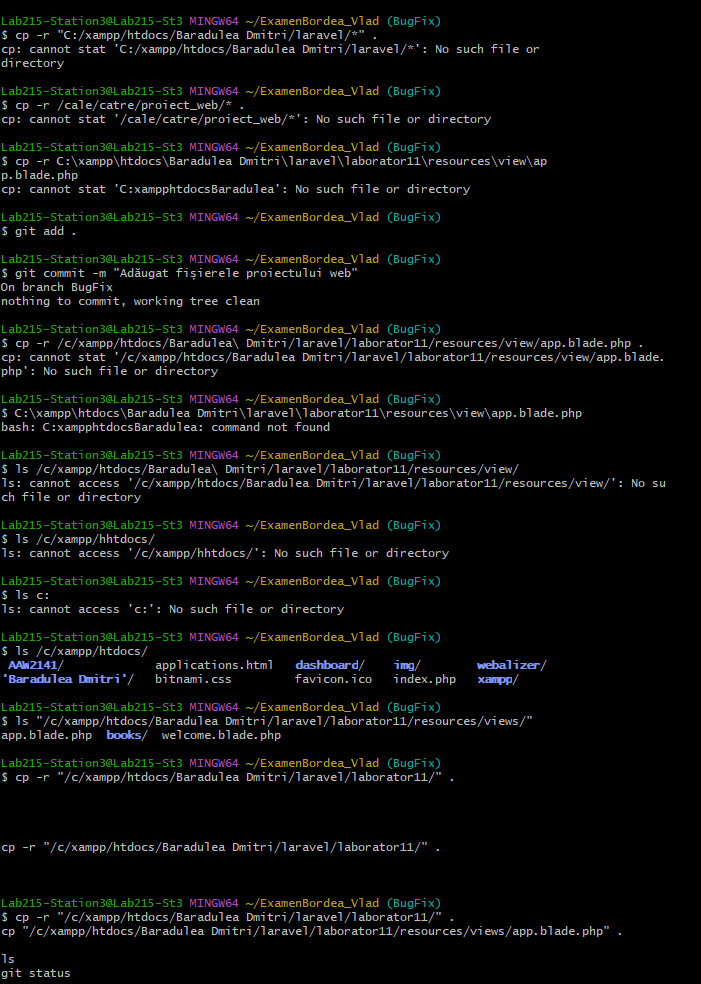 Lab215-Station3@Lab215-St3 MINGW64 ~/ExamenBordea_Vlad (BugFix)
$ cp -r "C:/xampp/htdocs/Baradulea Dmitri/laravel/*" .
cp: cannot stat 'C:/xampp/htdocs/Baradulea Dmitri/laravel/*': No such file or
directory
Lab215-Station3@Lab215-St3 MINGW64 ~/ExamenBordea_Vlad (BugFix)
$ cp -r /cale/catre/proiect_web/* .
cp: cannot stat '/cale/catre/proiect_web/*': No such file or directory
Lab215-Station3@Lab215-St3 MINGW64 ~/ExamenBordea_Vlad (BugFix)
$ cp -r C:\xampp\htdocs\Baradulea Dmitri\laravel\laborator11\resources\view\ap
p.blade.php
cp: cannot stat 'C:xampphtdocsBaradulea': No such file or directory
Lab215-Station3@Lab215-St3 MINGW64 ~/ExamenBordea_Vlad (BugFix)
$ git add .
Lab215-Station3@Lab215-St3 MINGW64 ~/ExamenBordea_Vlad (BugFix)
$ git commit -m "Adăugat fișierele proiectului web"
On branch BugFix
nothing to commit, working tree clean
Lab215-Station3@Lab215-St3 MINGW64 ~/ExamenBordea_Vlad (BugFix)
$ cp -r /c/xampp/htdocs/Baradulea\ Dmitri/laravel/laborator11/resources/view/app.blade.php .
cp: cannot stat '/c/xampp/htdocs/Baradulea Dmitri/laravel/laborator11/resources/view/app.blade.
php': No such file or directory
Lab215-Station3@Lab215-St3 MINGW64 ~/ExamenBordea_Vlad (BugFix)
$ C:\xampp\htdocs\Baradulea Dmitri\laravel\laborator11\resources\view\app.blade.php
bash: C:xampphtdocsBaradulea: command not found
Lab215-Station3@Lab215-St3 MINGW64 ~/ExamenBordea_Vlad (BugFix)
$ ls /c/xampp/htdocs/Baradulea\ Dmitri/laravel/laborator11/resources/view/
ls: cannot access '/c/xampp/htdocs/Baradulea Dmitri/laravel/laborator11/resources/view/': No su
ch file or directory
Lab215-Station3@Lab215-St3 MINGW64 ~/ExamenBordea_Vlad (BugFix)
$ ls /c/xampp/hhtdocs/
ls: cannot access '/c/xampp/hhtdocs/': No such file or directory
Lab215-Station3@Lab215-St3 MINGW64 ~/ExamenBordea_Vlad (BugFix)
$ ls c:
ls: cannot access 'c:': No such file or directory
Lab215-Station3@Lab215-St3 MINGW64 ~/ExamenBordea_Vlad (BugFix)
$ ls /c/xampp/htdocs/
AAW2141/ applications.html dashboard/ img/ webalizer/
'Baradulea Dmitri'/ bitnami.css favicon.ico index.php xampp/
Lab215-Station3@Lab215-St3 MINGW64 ~/ExamenBordea_Vlad (BugFix)
$ ls "/c/xampp/htdocs/Baradulea Dmitri/laravel/laborator11/resources/views/"
app.blade.php books/ welcome.blade.php
Lab215-Station3@Lab215-St3 MINGW64 ~/ExamenBordea_Vlad (BugFix)
$ cp -r "/c/xampp/htdocs/Baradulea Dmitri/laravel/laborator11/" .
cp -r "/c/xampp/htdocs/Baradulea Dmitri/laravel/laborator11/" .
Lab215-Station3@Lab215-St3 MINGW64 ~/ExamenBordea_Vlad (BugFix)
$ cp -r "/c/xampp/htdocs/Baradulea Dmitri/laravel/laborator11/" .
cp "/c/xampp/htdocs/Baradulea Dmitri/laravel/laborator11/resources/views/app.blade.php" .
ls
git status